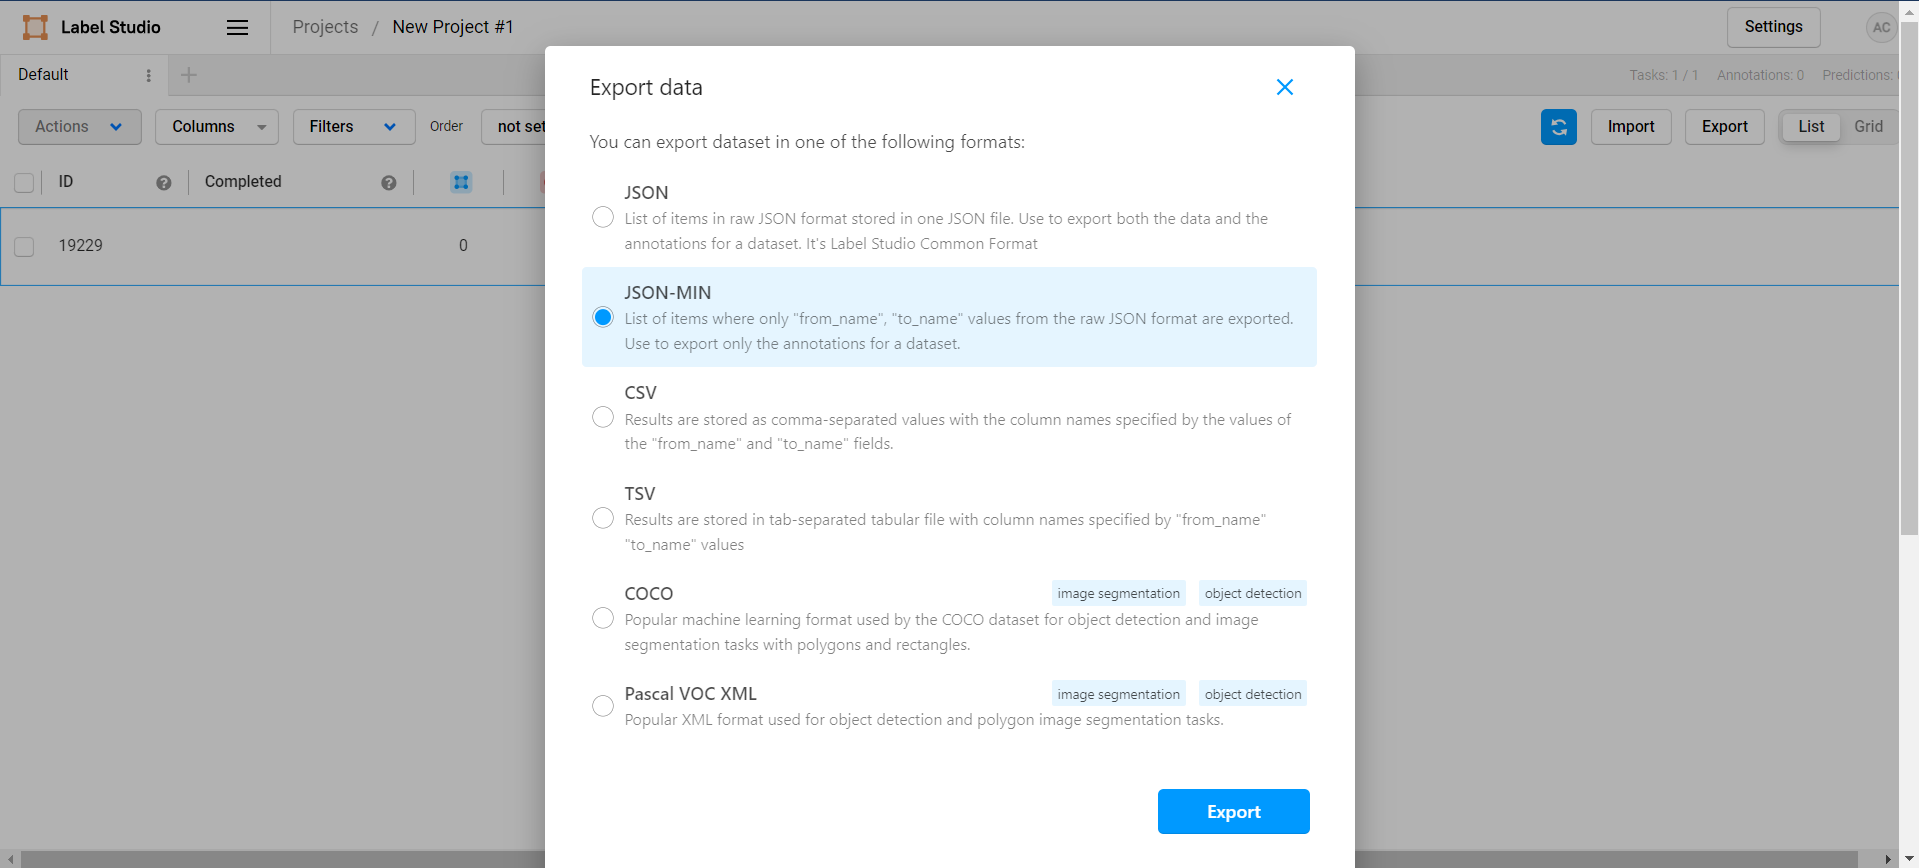 Label Studio
Projects / New Project #1
Settings
AC
Default
Tasks: 1 / 1 Annotations: 0 Predictions:
Actions
Columns
Filters
Order
not set
Import
Export
List
Grid
ID
Completed
19229
0
Export data
You can export dataset in one of the following formats:
JSON
List of items in raw JSON format stored in one JSON file. Use to export both the data and the
annotations for a dataset. It's Label Studio Common Format
JSON-MIN
List of items where only "from_name", "to_name" values from the raw JSON format are exported.
Use to export only the annotations for a dataset.
CSV
Results are stored as comma-separated values with the column names specified by the values of
the "from_name" and "to_name" fields.
TSV
Results are stored in tab-separated tabular file with column names specified by "from_name"
"to_name" values
COCO
image segmentation
object detection
Popular machine learning format used by the COCO dataset for object detection and image
segmentation tasks with polygons and rectangles.
Pascal VOC XML
image segmentation
object detection
Popular XML format used for object detection and polygon image segmentation tasks.
Export